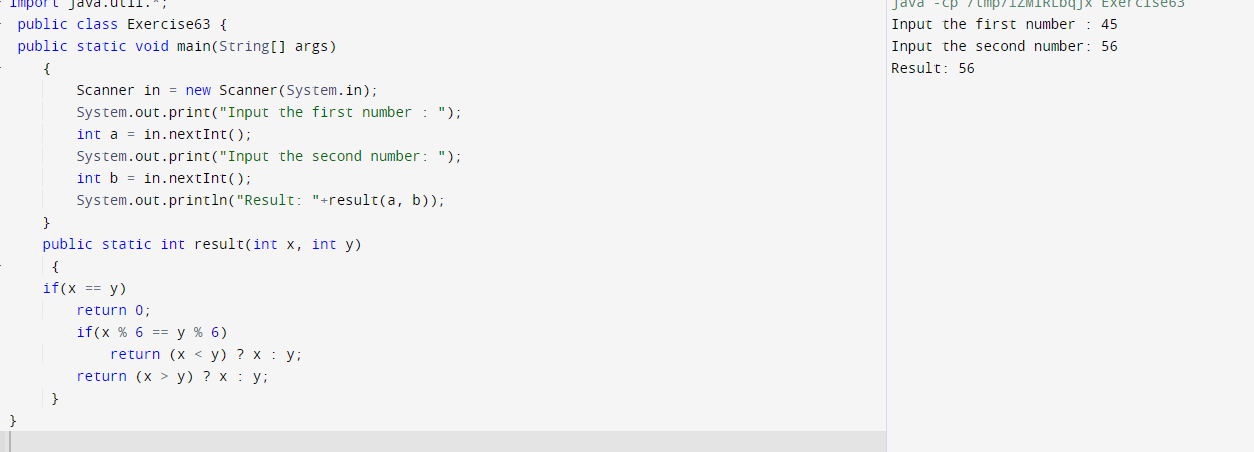 import java.util.*;
public class Exercise63 {
public static void main(String[] args)
{
Scanner in = new Scanner(System.in);
System.out.print("Input the first number : ");
int a = in.nextInt();
System.out.print("Input the second number: ");
int b = in.nextInt();
System.out.println("Result: "+result(a, b));
}
public static int result(int x, int y)
{
if(x == y)
return 0;
if(x % 6 == y % 6)
return (x < y) ? x : y;
return (x > y) ? x : y;
}
}
java -cp Exercise63
Input the first number : 45
Input the second number: 56
Result: 56